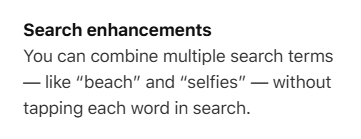 Search enhancements
You can combine multiple search terms
— like “beach” and “selfies” — without
tapping each word in search.